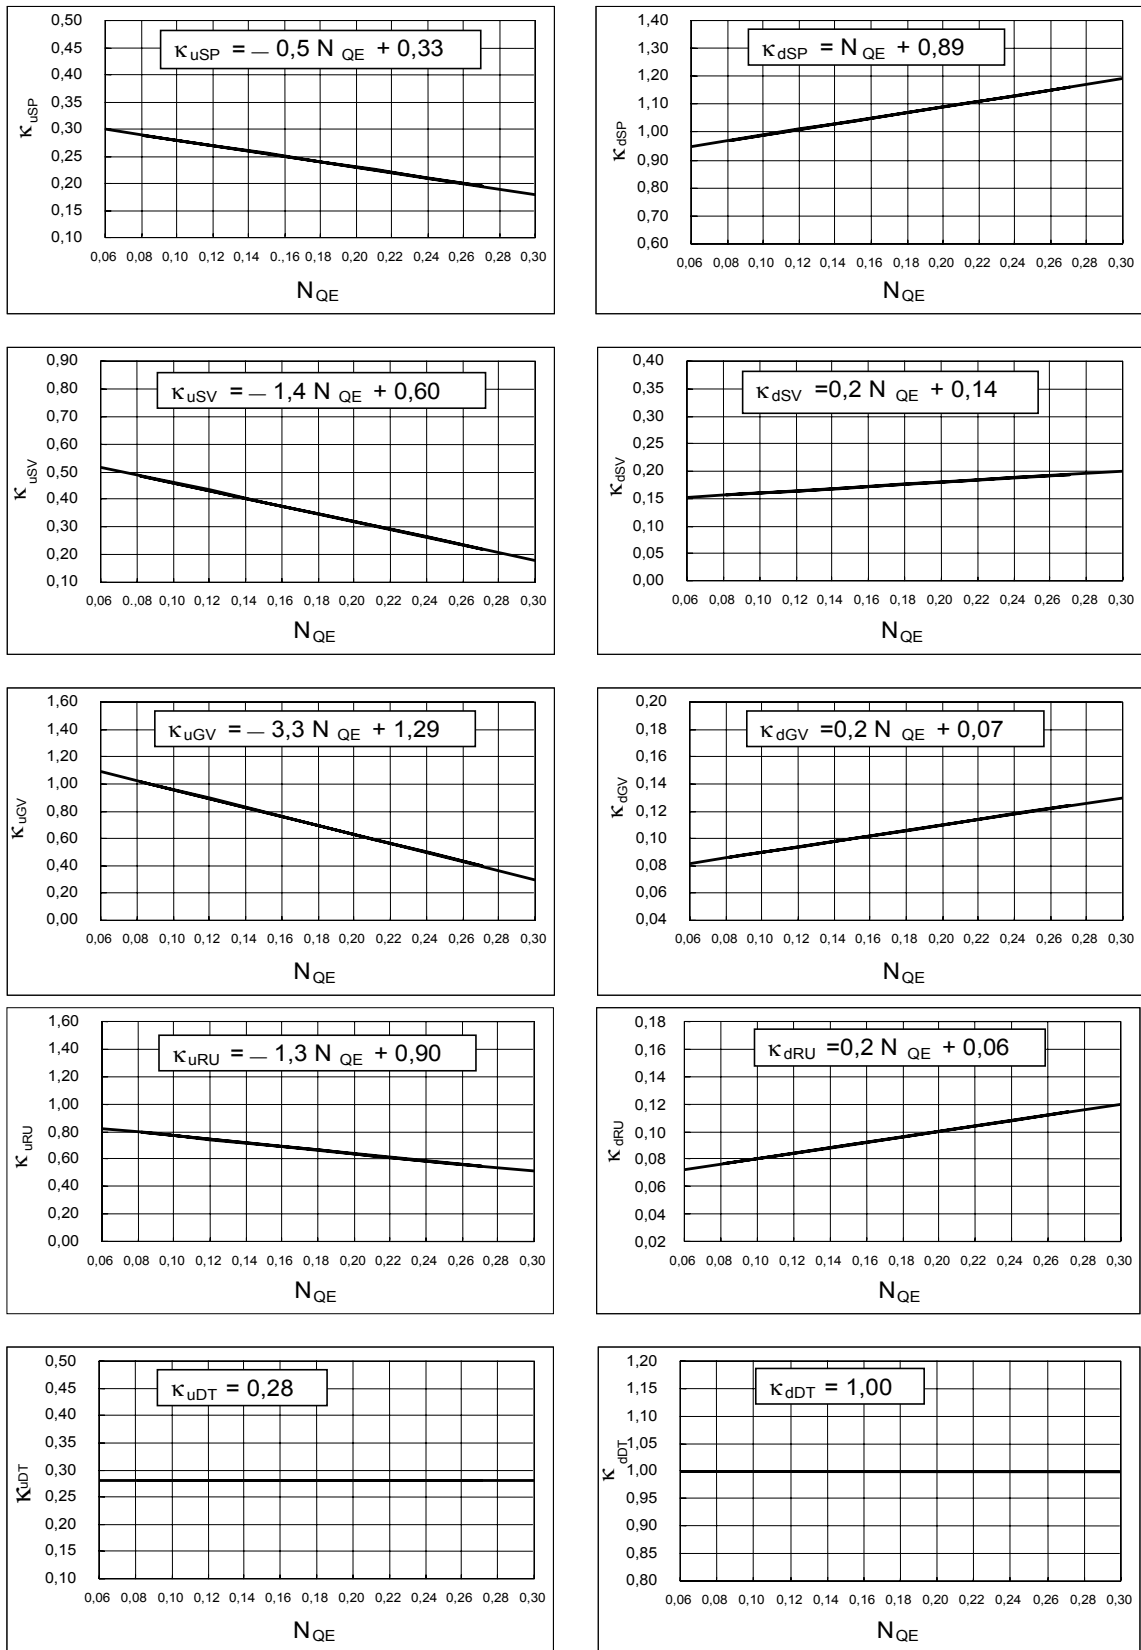 κuSP = — 0,5 N QE + 0,33
0,50
0,45
0,40
0,35
0,30
0,25
0,20
0,15
0,10
κuSP
0,06 0,08 0,10 0,12 0,14 0,16 0,18 0,20 0,22 0,24 0,26 0,28 0,30
NQE
κdSP = N QE + 0,89
1,40
1,30
1,20
1,10
1,00
0,90
0,80
0,70
0,60
κdSP
0,06 0,08 0,10 0,12 0,14 0,16 0,18 0,20 0,22 0,24 0,26 0,28 0,30
NQE
κuSV = — 1,4 N QE + 0,60
0,90
0,80
0,70
0,60
0,50
0,40
0,30
0,20
0,10
κuSV
0,06 0.,08 0,10 0,12 0,14 0,16 0,18 0,20 0,22 0,24 0,26 0,28 0,30
NQE
κdSV =0,2 N QE + 0,14
0,40
0,35
0,30
0,25
0,20
0,15
0,10
0,05
0,00
κdSV
0,06 0,08 0,10 0,12 0,14 0,16 0,18 0,20 0,22 0,24 0,26 0,28 0,30
NQE
κuGV = — 3,3 N QE + 1,29
1,60
1,40
1,20
1,00
0,80
0,60
0,40
0,20
0,00
κuGV
0,06 0,08 0,10 0,12 0,14 0,16 0,18 0,20 0,22 0,24 0,26 0,28 0,30
NQE
κdGV =0,2 N QE + 0,07
0,20
0,18
0,16
0,14
0,12
0,10
0,08
0,06
0,04
κdGV
0,06 0,08 0,10 0,12 0,14 0,16 0,18 0,20 0,22 0,24 0,26 0,28 0,30
NQE
κuRU = — 1,3 N QE + 0,90
1,60
1,40
1,20
1,00
0,80
0,60
0,40
0,20
0,00
κuRU
0,06 0,08 0,10 0,12 0,14 0,16 0,18 0,20 0,22 0,24 0,26 0,28 0,30
NQE
κdRU =0,2 N QE + 0,06
0,18
0,16
0,14
0,12
0,10
0,08
0,06
0,04
0,02
κdRU
0,06 0,08 0,10 0,12 0,14 0,16 0,18 0,20 0,22 0,24 0,26 0,28 0,30
NQE
κuDT = 0,28
0,50
0,45
0,40
0,35
0,30
0,25
0,20
0,15
0,10
κuDT
0,06 0,08 0,10 0,12 0,14 0,16 0,18 0,20 0,22 0,24 0,26 0,28 0,30
NQE
κdDT = 1,00
1,20
1,15
1,10
1,05
1,00
0,95
0,90
0,85
0,80
κdDT
0,06 0,08 0,10 0,12 0,14 0,16 0,18 0,20 0,22 0,24 0,26 0,28 0,30
NQE